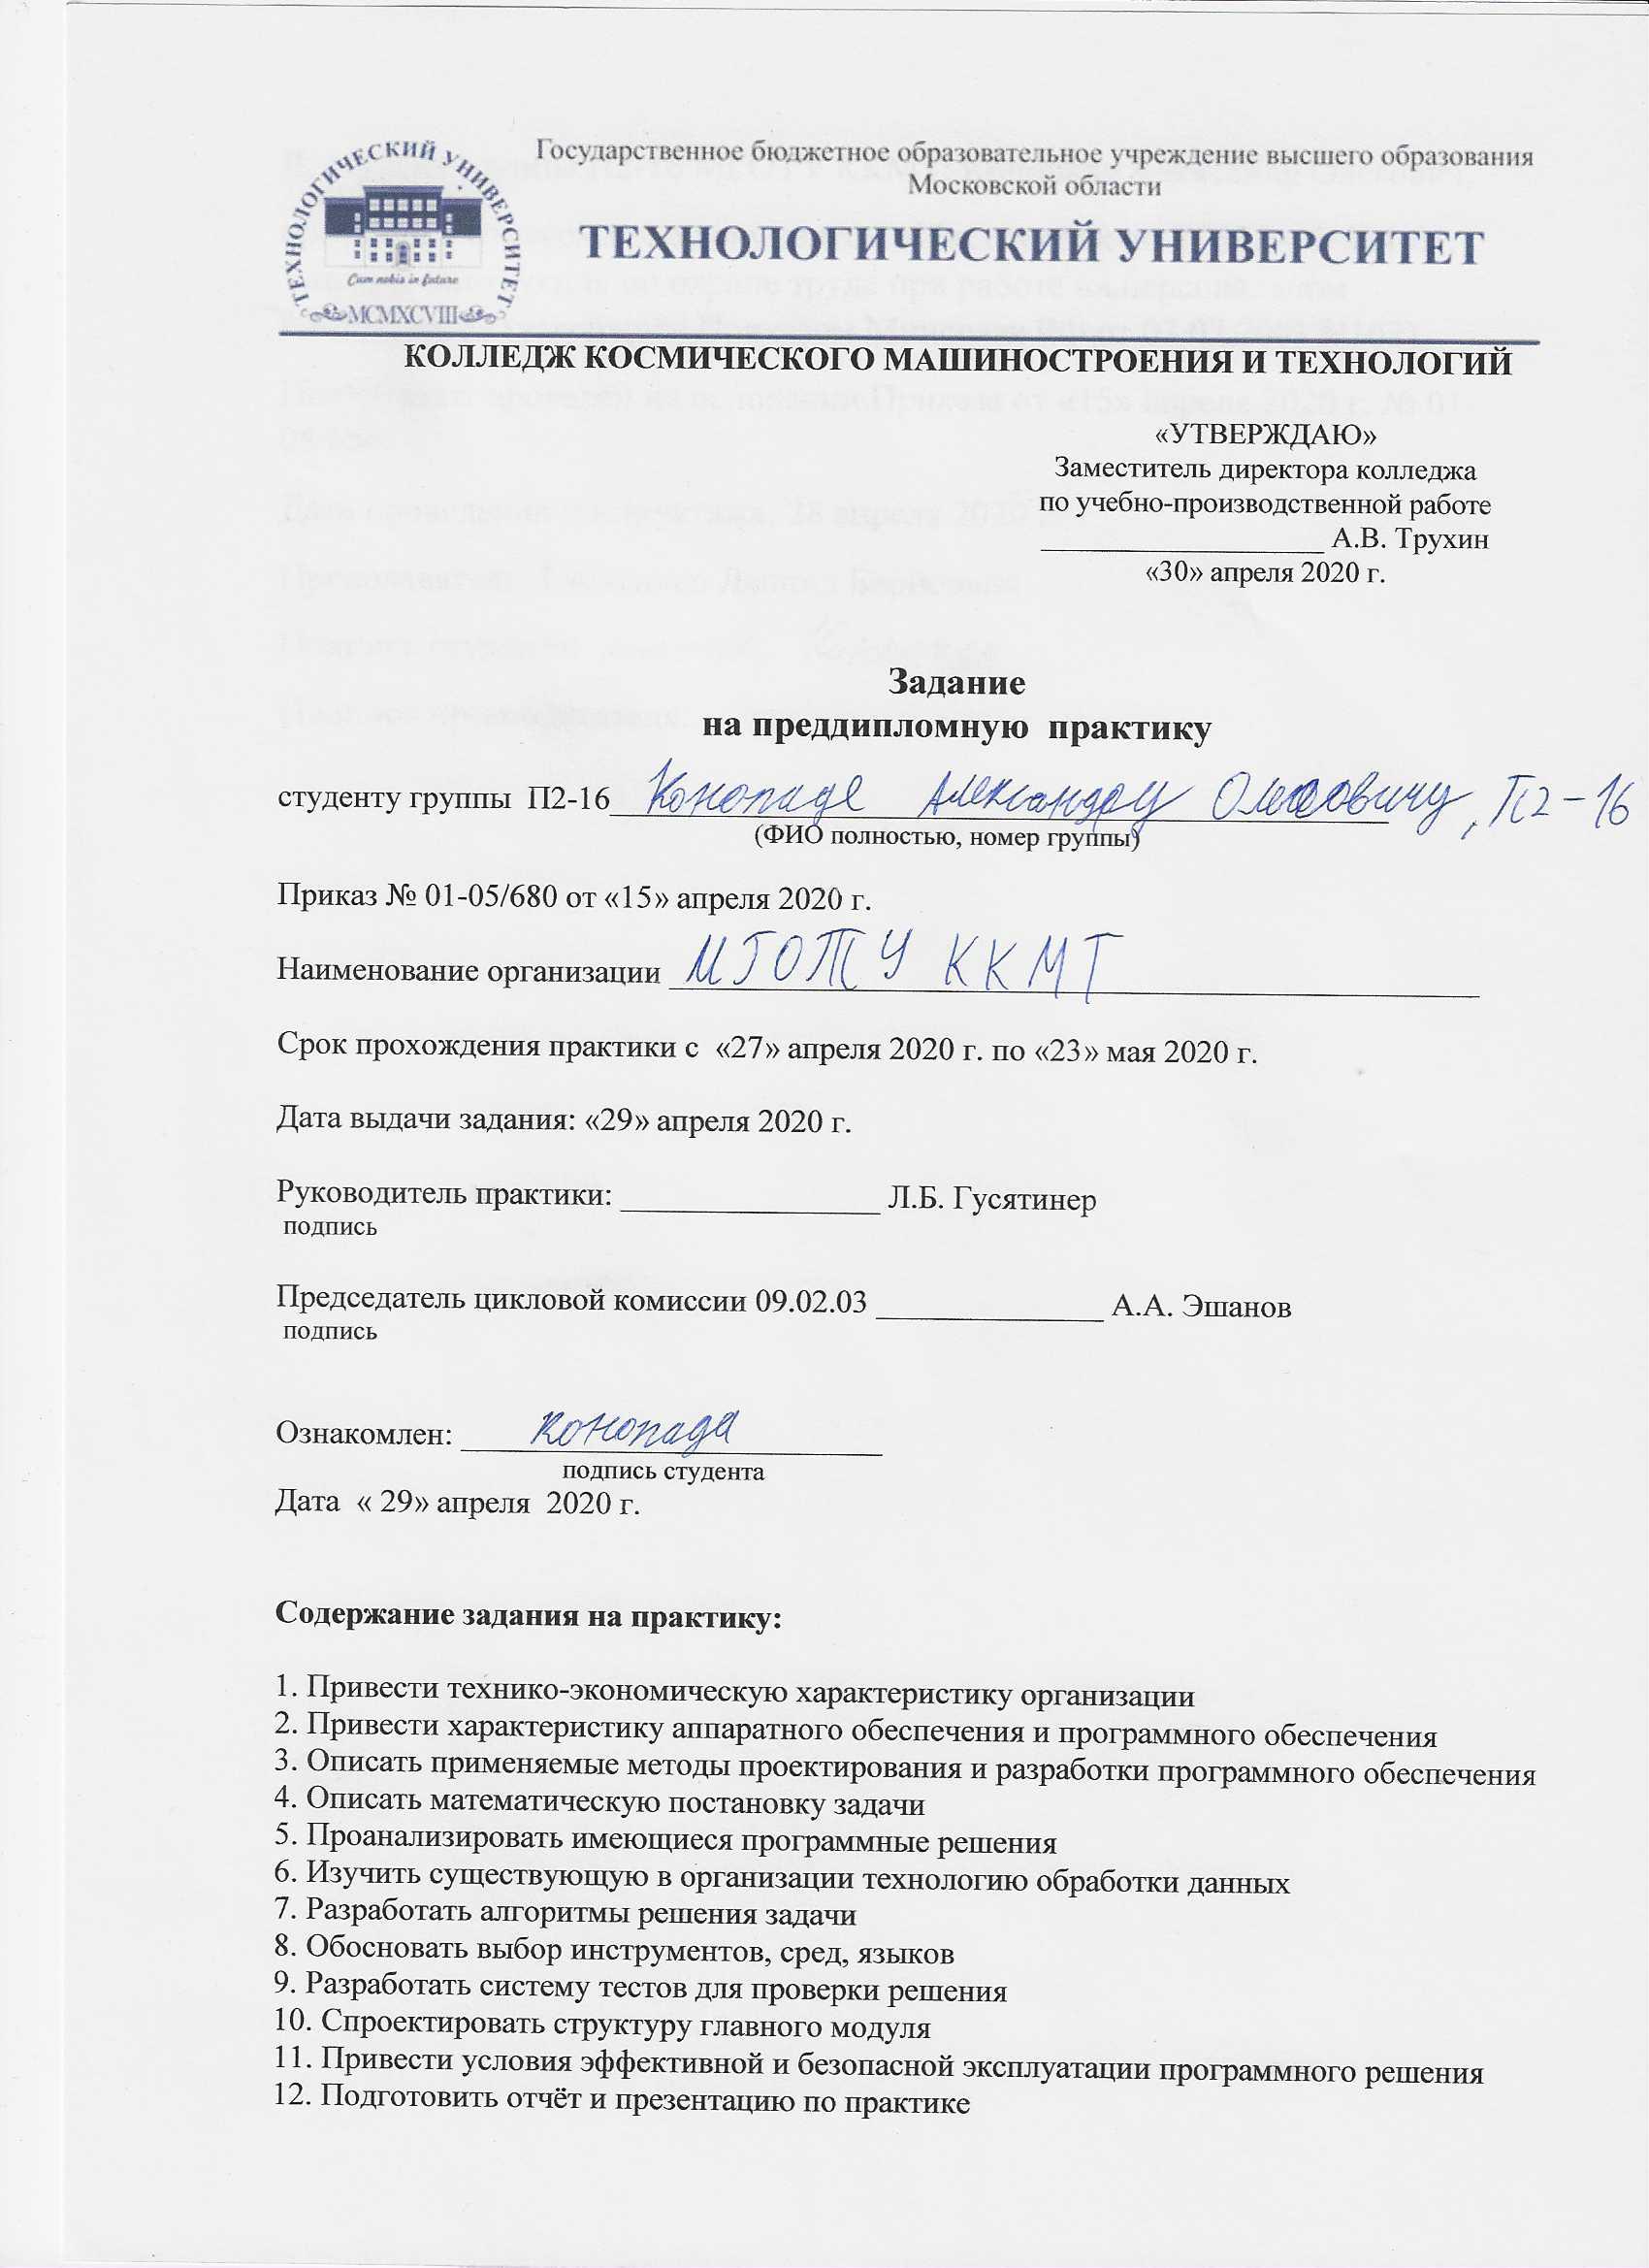 ТЕХНОЛОГИЧЕСКИЙ УНИВЕРСИТЕТ
Cum nobis in future
MCMXCVIII
Государственное бюджетное образовательное учреждение высшего образования
Московской области
ТЕХНОЛОГИЧЕСКИЙ УНИВЕРСИТЕТ
КОЛЛЕДЖ КОСМИЧЕСКОГО МАШИНОСТРОЕНИЯ И ТЕХНОЛОГИЙ
«УТВЕРЖДАЮ»
Заместитель директора колледжа
по учебно-производственной работе
__________________ А.В. Трухин
«30» апреля 2020 г.
Задание
на преддипломную практику
студенту группы П2-16 Конопаде Александру Олеговичу, П2-16
(ФИО полностью, номер группы)
Приказ № 01-05/680 от «15» апреля 2020 г.
Наименование организации МГОТУ ККМТ
Срок прохождения практики с «27» апреля 2020 г. по «23» мая 2020 г.
Дата выдачи задания: «29» апреля 2020 г.
Руководитель практики: ________________ Л.Б. Гусятинер
подпись
Председатель цикловой комиссии 09.02.03 ______________ А.А. Эшанов
подпись
Ознакомлен: Конопада
подпись студента
Дата « 29» апреля 2020 г.
Содержание задания на практику:
1. Привести технико-экономическую характеристику организации
2. Привести характеристику аппаратного обеспечения и программного обеспечения
3. Описать применяемые методы проектирования и разработки программного обеспечения
4. Описать математическую постановку задачи
5. Проанализировать имеющиеся программные решения
6. Изучить существующую в организации технологию обработки данных
7. Разработать алгоритмы решения задачи
8. Обосновать выбор инструментов, сред, языков
9. Разработать систему тестов для проверки решения
10. Спроектировать структуру главного модуля
11. Привести условия эффективной и безопасной эксплуатации программного решения
12. Подготовить отчёт и презентацию по практике